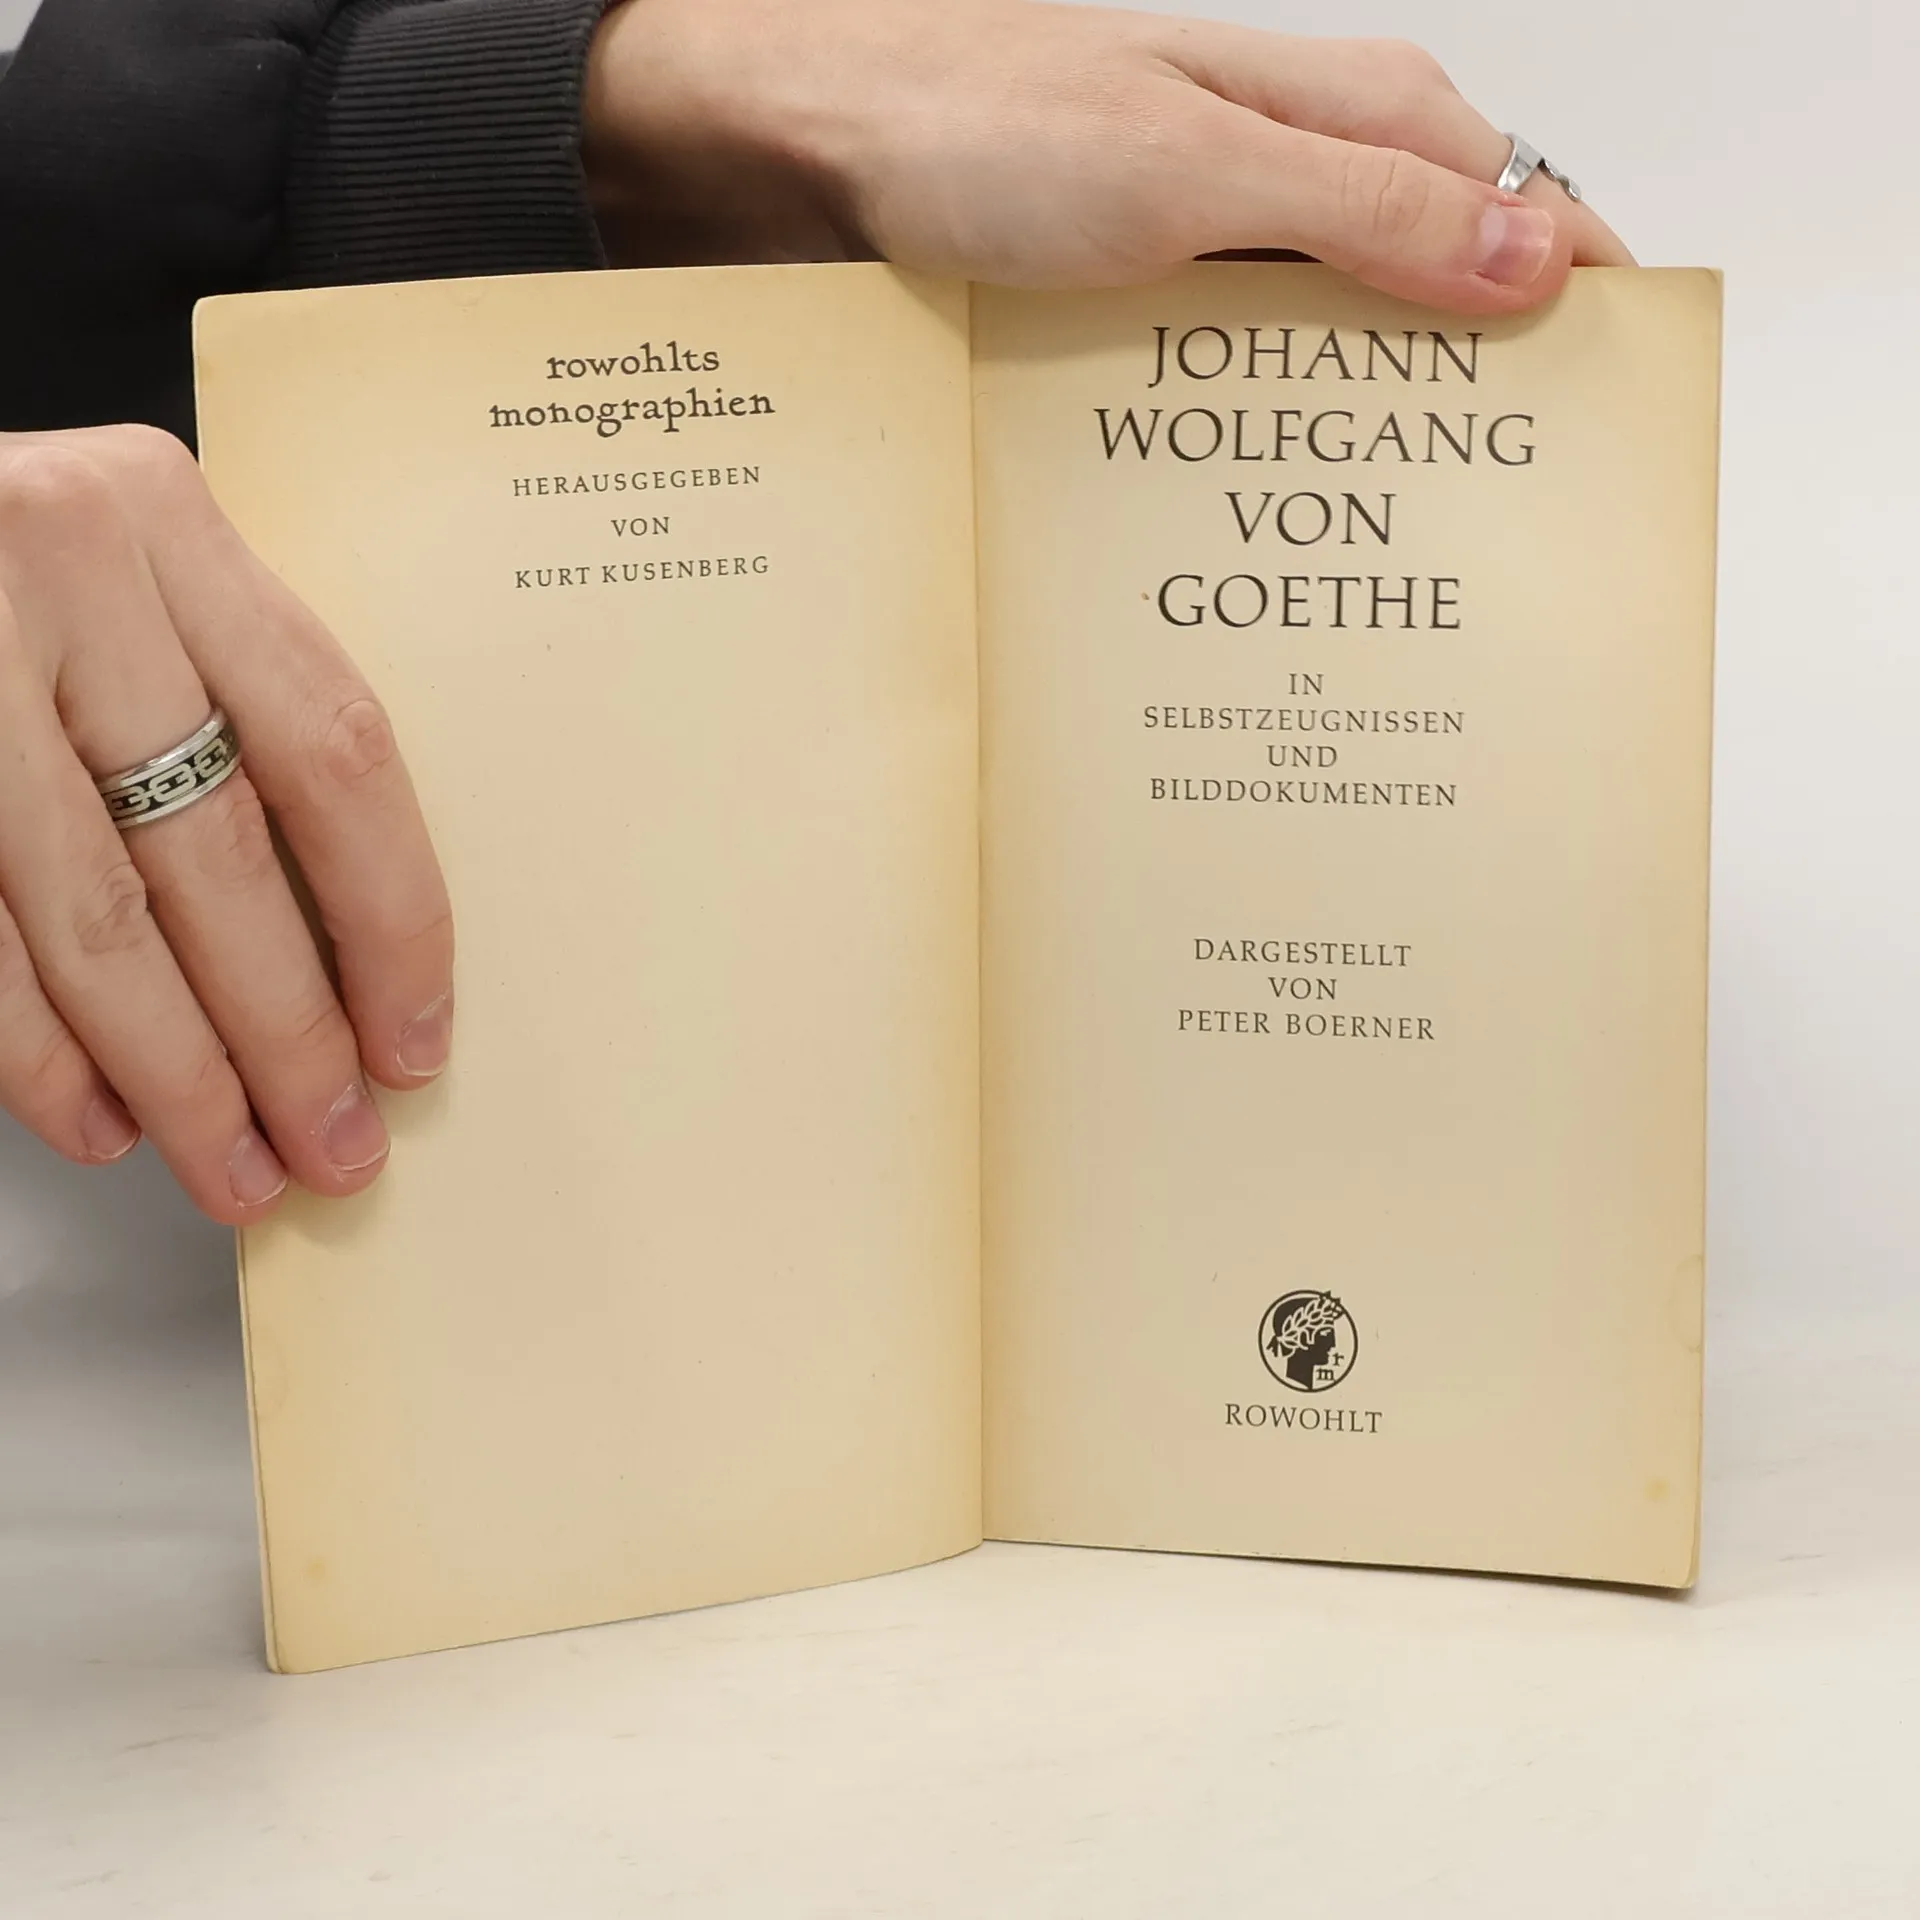 rowohlts
monographien
HERAUSGEGEBEN
VON
KURT KUSENBERG
JOHANN
WOLFGANG
VON
GOETHE
IN
SELBSTZEUGNISSEN
UND
BILDDOKUMENTEN
DARGESTELLT
VON
PETER BOERNER
r
m
ROWOHLT